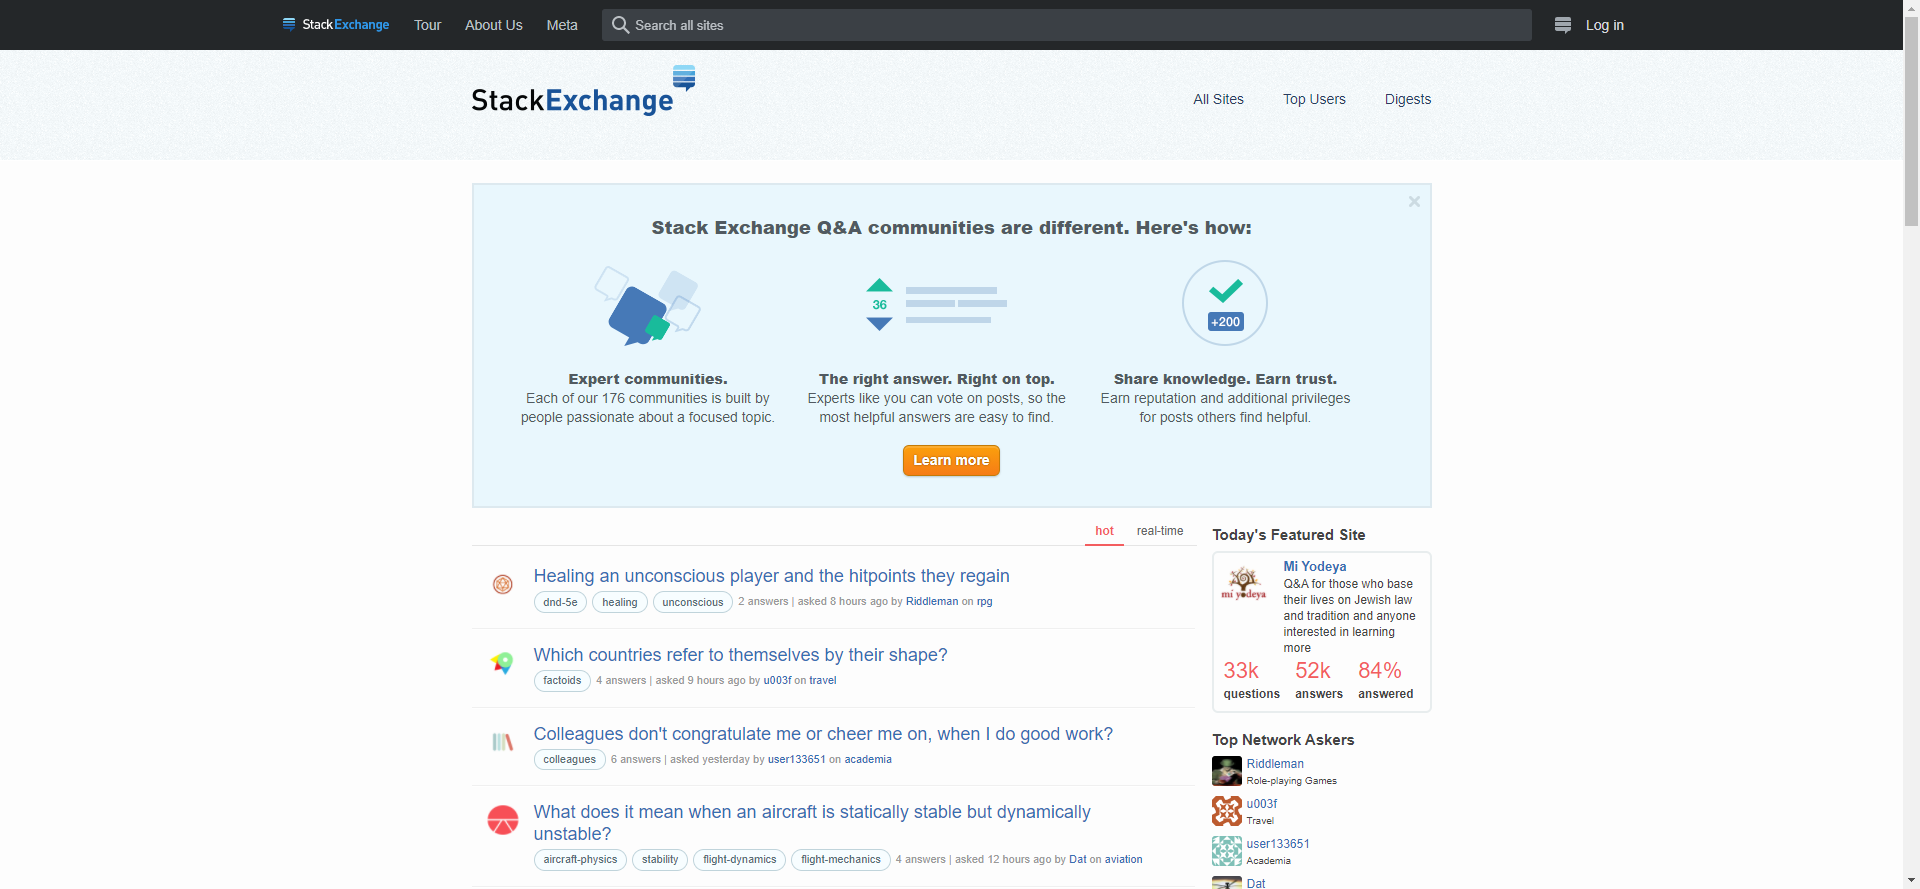 StackExchange Tour About Us Meta Search all sites Log in
StackExchange
All Sites Top Users Digests
Stack Exchange Q&A communities are different. Here's how:
36
+200
Expert communities.
Each of our 176 communities is built by
people passionate about a focused topic.
The right answer. Right on top.
Experts like you can vote on posts, so the
most helpful answers are easy to find.
Share knowledge. Earn trust.
Earn reputation and additional privileges
for posts others find helpful.
Learn more
hot real-time
Healing an unconscious player and the hitpoints they regain
dnd-5e healing unconscious 2 answers | asked 8 hours ago by Riddleman on rpg
Which countries refer to themselves by their shape?
factoids 4 answers | asked 9 hours ago by u003f on travel
Colleagues don't congratulate me or cheer me on, when I do good work?
colleagues 6 answers | asked yesterday by user133651 on academia
What does it mean when an aircraft is statically stable but dynamically
unstable?
aircraft-physics stability flight-dynamics flight-mechanics 4 answers | asked 12 hours ago by Dat on aviation
Today's Featured Site
mi yodeya
Mi Yodeya
Q&A for those who base
their lives on Jewish law
and tradition and anyone
interested in learning
more
33k 52k 84%
questions answers answered
Top Network Askers
Riddleman
Role-playing Games
u003f
Travel
user133651
Academia
Dat